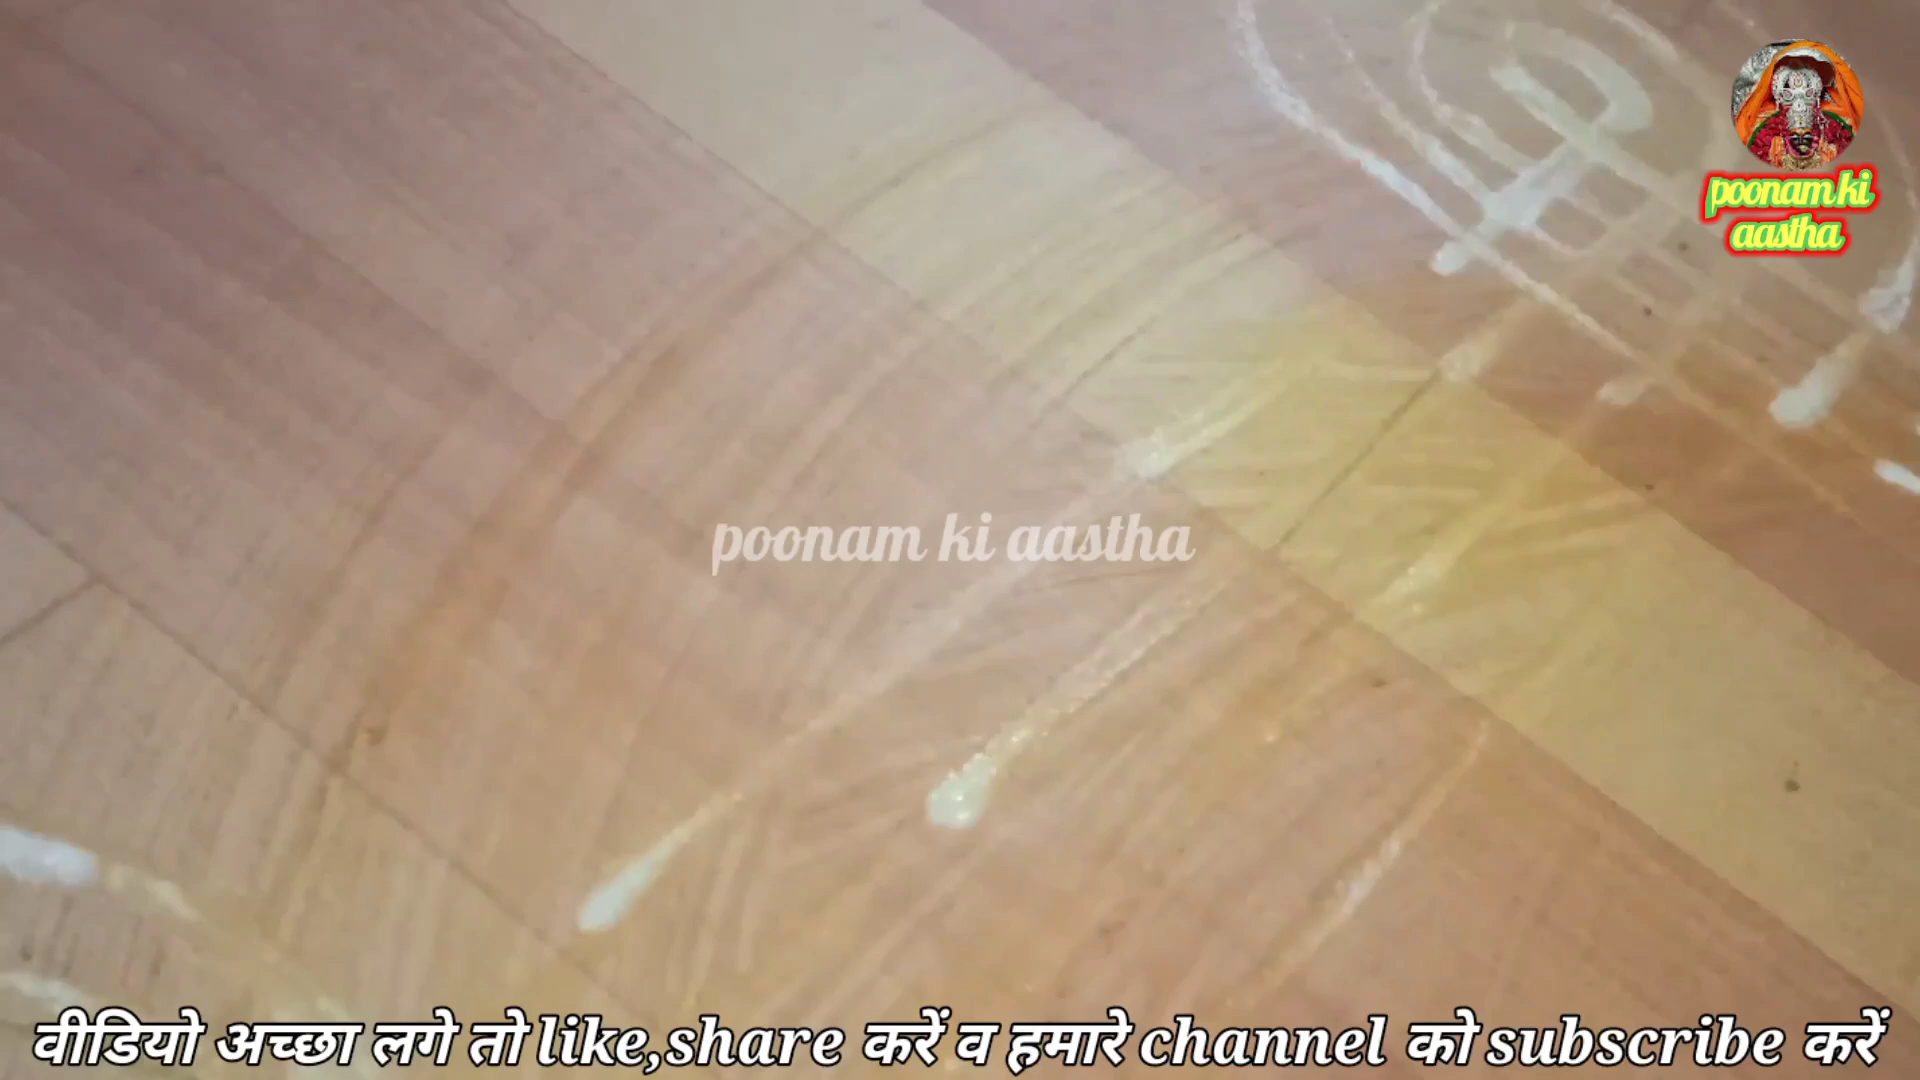 poonam ki
aastha
poonam ki aastha
वीडियो अच्छा लगे तो like,share करें व हमारे channel को subscribe करें